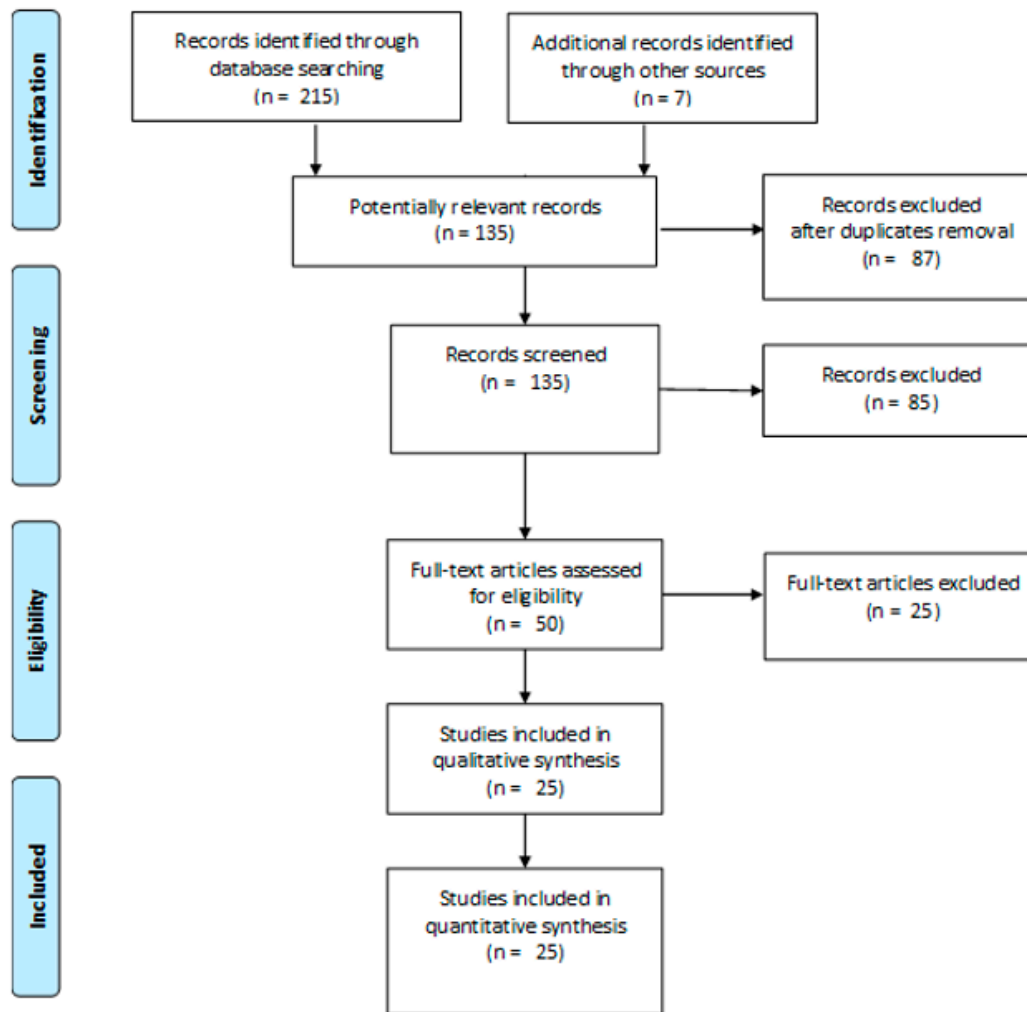 Identification
Records identified through
database searching
(n = 215)
Additional records identified
through other sources
(n = 7)
Potentially relevant records
(n = 135)
Records excluded
after duplicates removal
(n = 87)
Screening
Records screened
(n = 135)
Records excluded
(n = 85)
Eligibility
Full-text articles assessed
for eligibility
(n = 50)
Full-text articles excluded
(n = 25)
Studies included in
qualitative synthesis
(n = 25)
Included
Studies included in
quantitative synthesis
(n = 25)